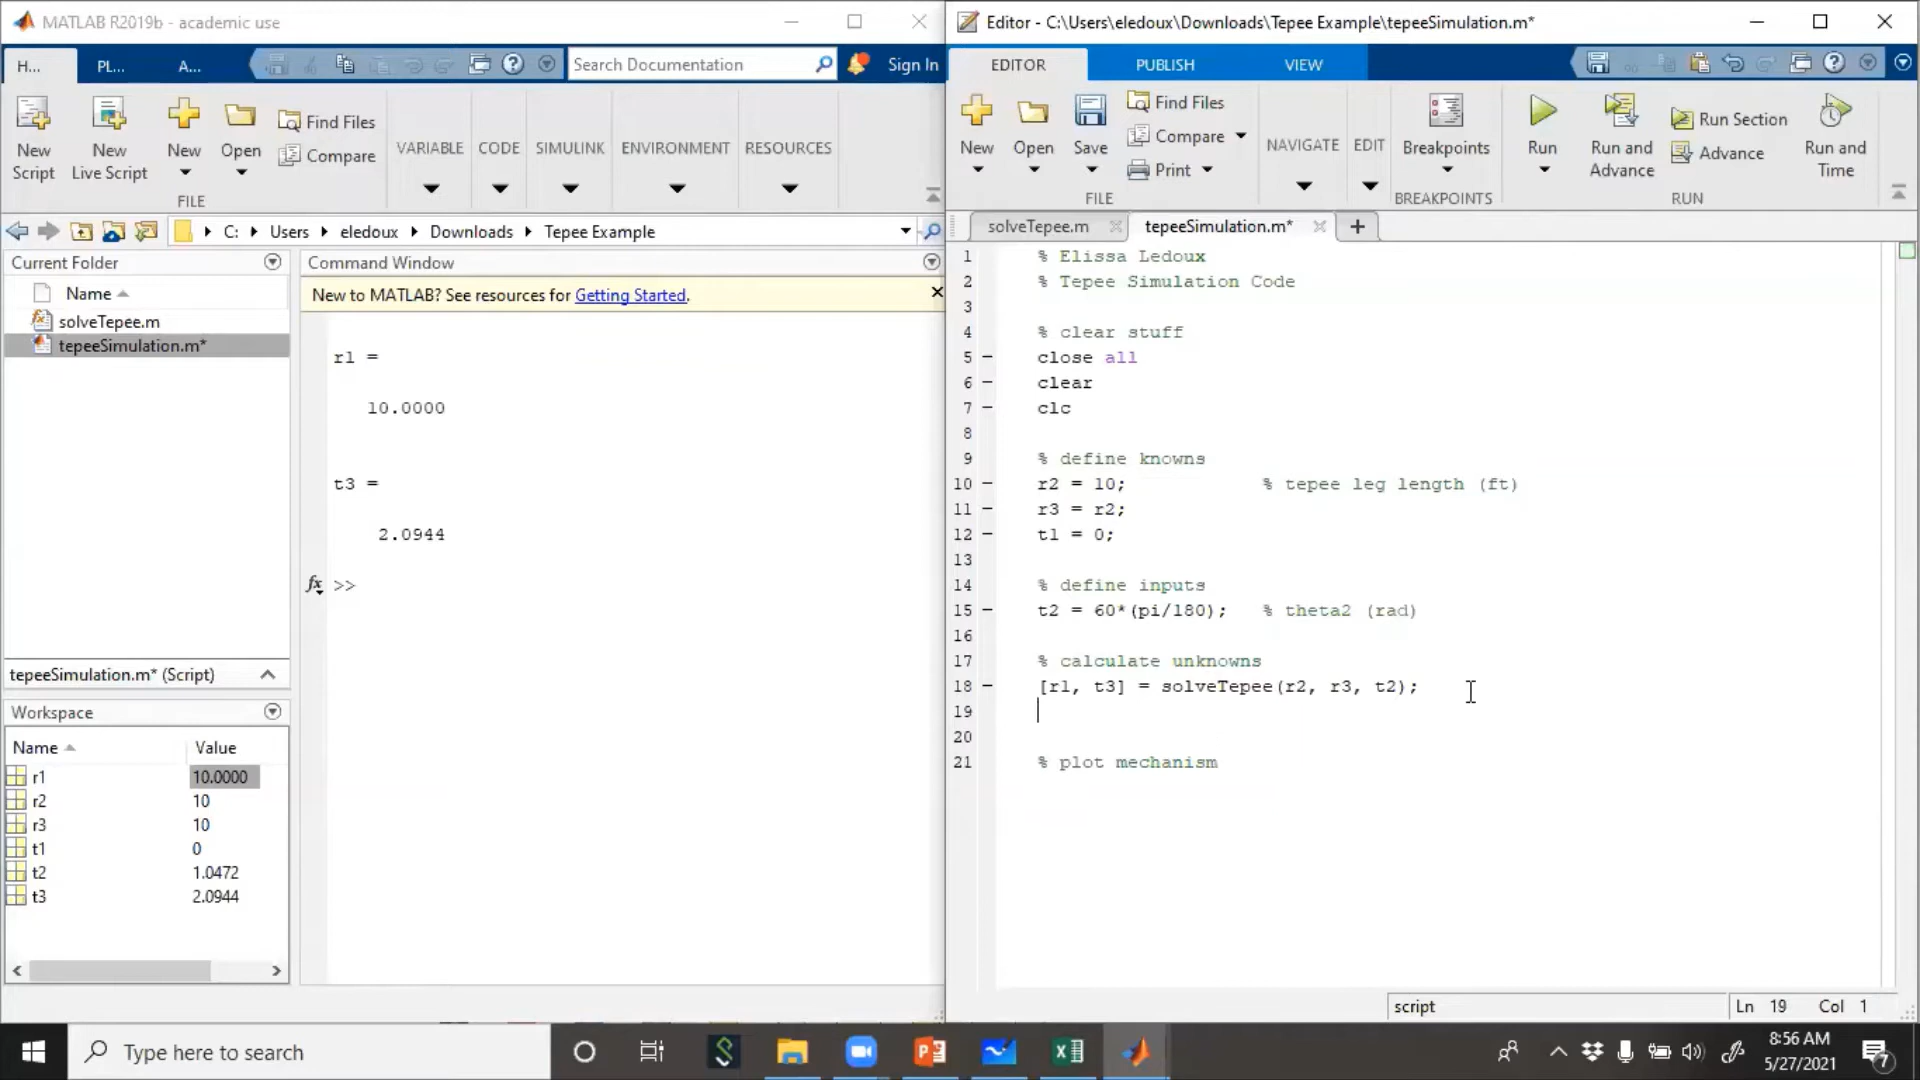 MATLAB R2019b - academic use
H...
PL...
A...
Search Documentation
Sign In
New Script
New Live Script
New
Open
Find Files
Compare
VARIABLE
CODE
SIMULINK
ENVIRONMENT
RESOURCES
FILE
C: Users eledoux Downloads Tepee Example
Current Folder
Name
solveTepee.m
tepeeSimulation.m*
tepeeSimulation.m* (Script)
Workspace
Name Value
r1 10.0000
r2 10
r3 10
t1 0
t2 1.0472
t3 2.0944
Command Window
New to MATLAB? See resources for Getting Started.
r1 =
10.0000
t3 =
2.0944
fx >>
Editor - C:\Users\eledoux\Downloads\Tepee Example\tepeeSimulation.m*
EDITOR
PUBLISH
VIEW
New
Open
Save
Find Files
Compare
Print
FILE
NAVIGATE
EDIT
Breakpoints
BREAKPOINTS
Run
Run and Advance
Run Section
Advance
Run and Time
RUN
solveTepee.m
tepeeSimulation.m*
1 % Elissa Ledoux
2 % Tepee Simulation Code
3
4 % clear stuff
5 – close all
6 – clear
7 – clc
8
9 % define knowns
10 – r2 = 10; % tepee leg length (ft)
11 – r3 = r2;
12 – t1 = 0;
13
14 % define inputs
15 – t2 = 60*(pi/180); % theta2 (rad)
16
17 % calculate unknowns
18 – [r1, t3] = solveTepee(r2, r3, t2);
19
20
21 % plot mechanism
script
Ln 19 Col 1
Type here to search
8:56 AM
5/27/2021
7